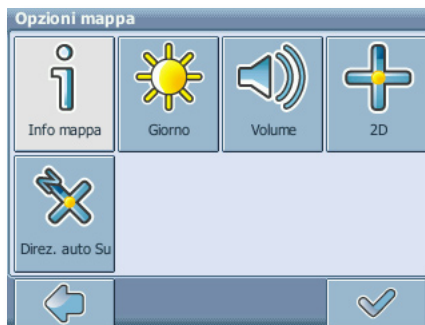 Opzioni mappa
Info mappa
Giorno
Volume
2D
Direz. auto Su